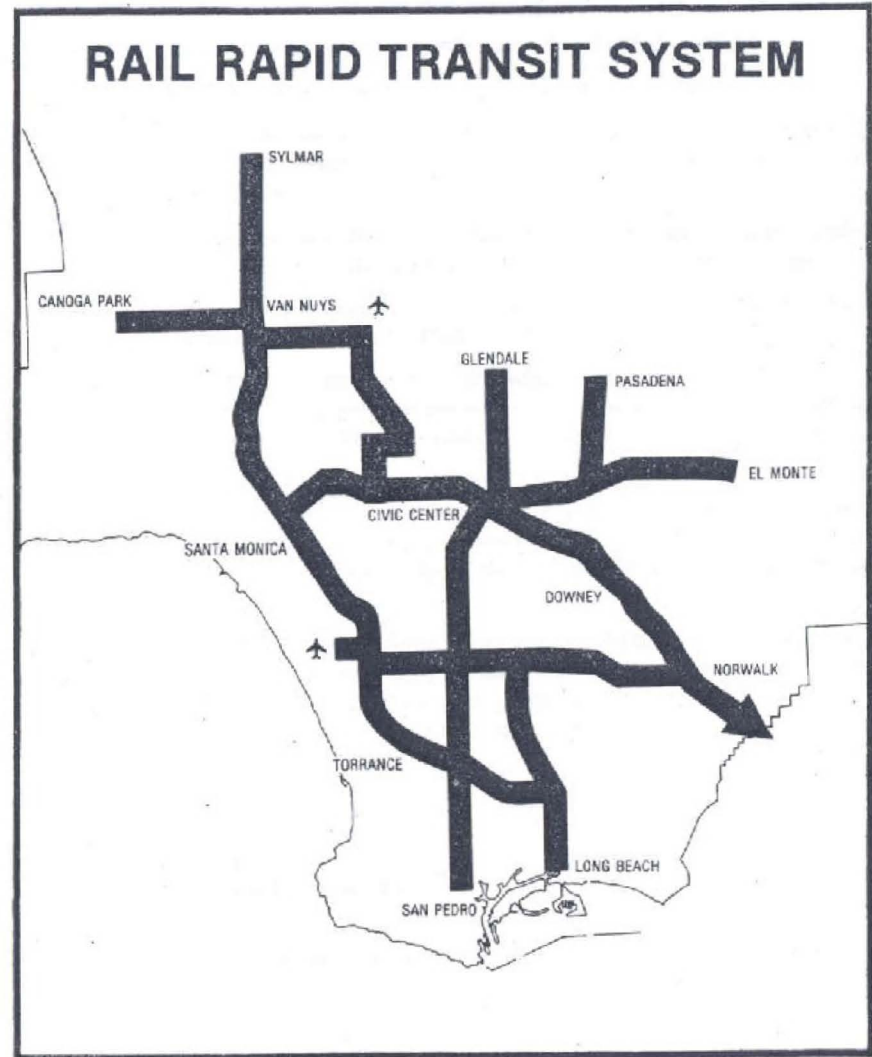 RAIL RAPID TRANSIT SYSTEM
SYLMAR
CANOGA PARK
VAN NUYS
GLENDALE
PASADENA
EL MONTE
CIVIC CENTER
SANTA MONICA
DOWNEY
NORWALK
TORRANCE
LONG BEACH
SAN PEDRO